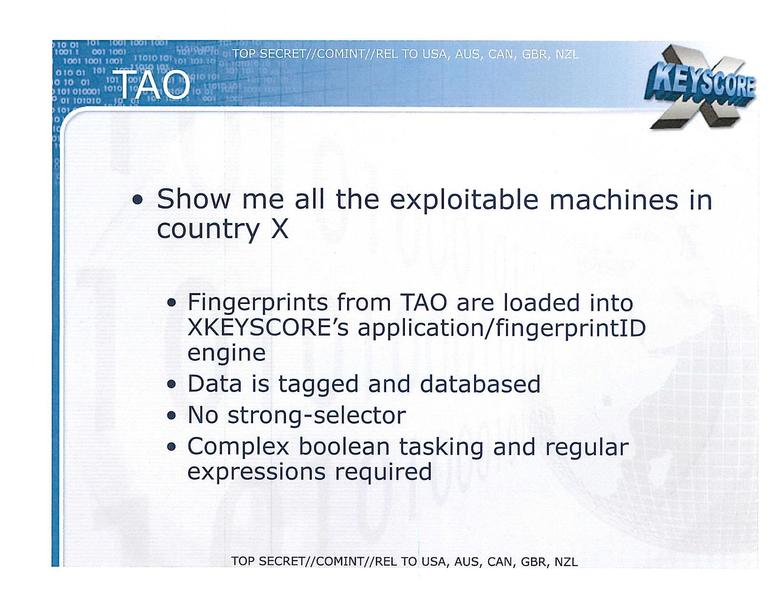 TOP SECRET//COMINT//REL TO USA, AUS, CAN, GBR, NZL
TAO
X KEYSCORE
• Show me all the exploitable machines in
country X
• Fingerprints from TAO are loaded into
XKEYSCORE's application/fingerprintID
engine
• Data is tagged and databased
• No strong-selector
• Complex boolean tasking and regular
expressions required
TOP SECRET//COMINT//REL TO USA, AUS, CAN, GBR, NZL